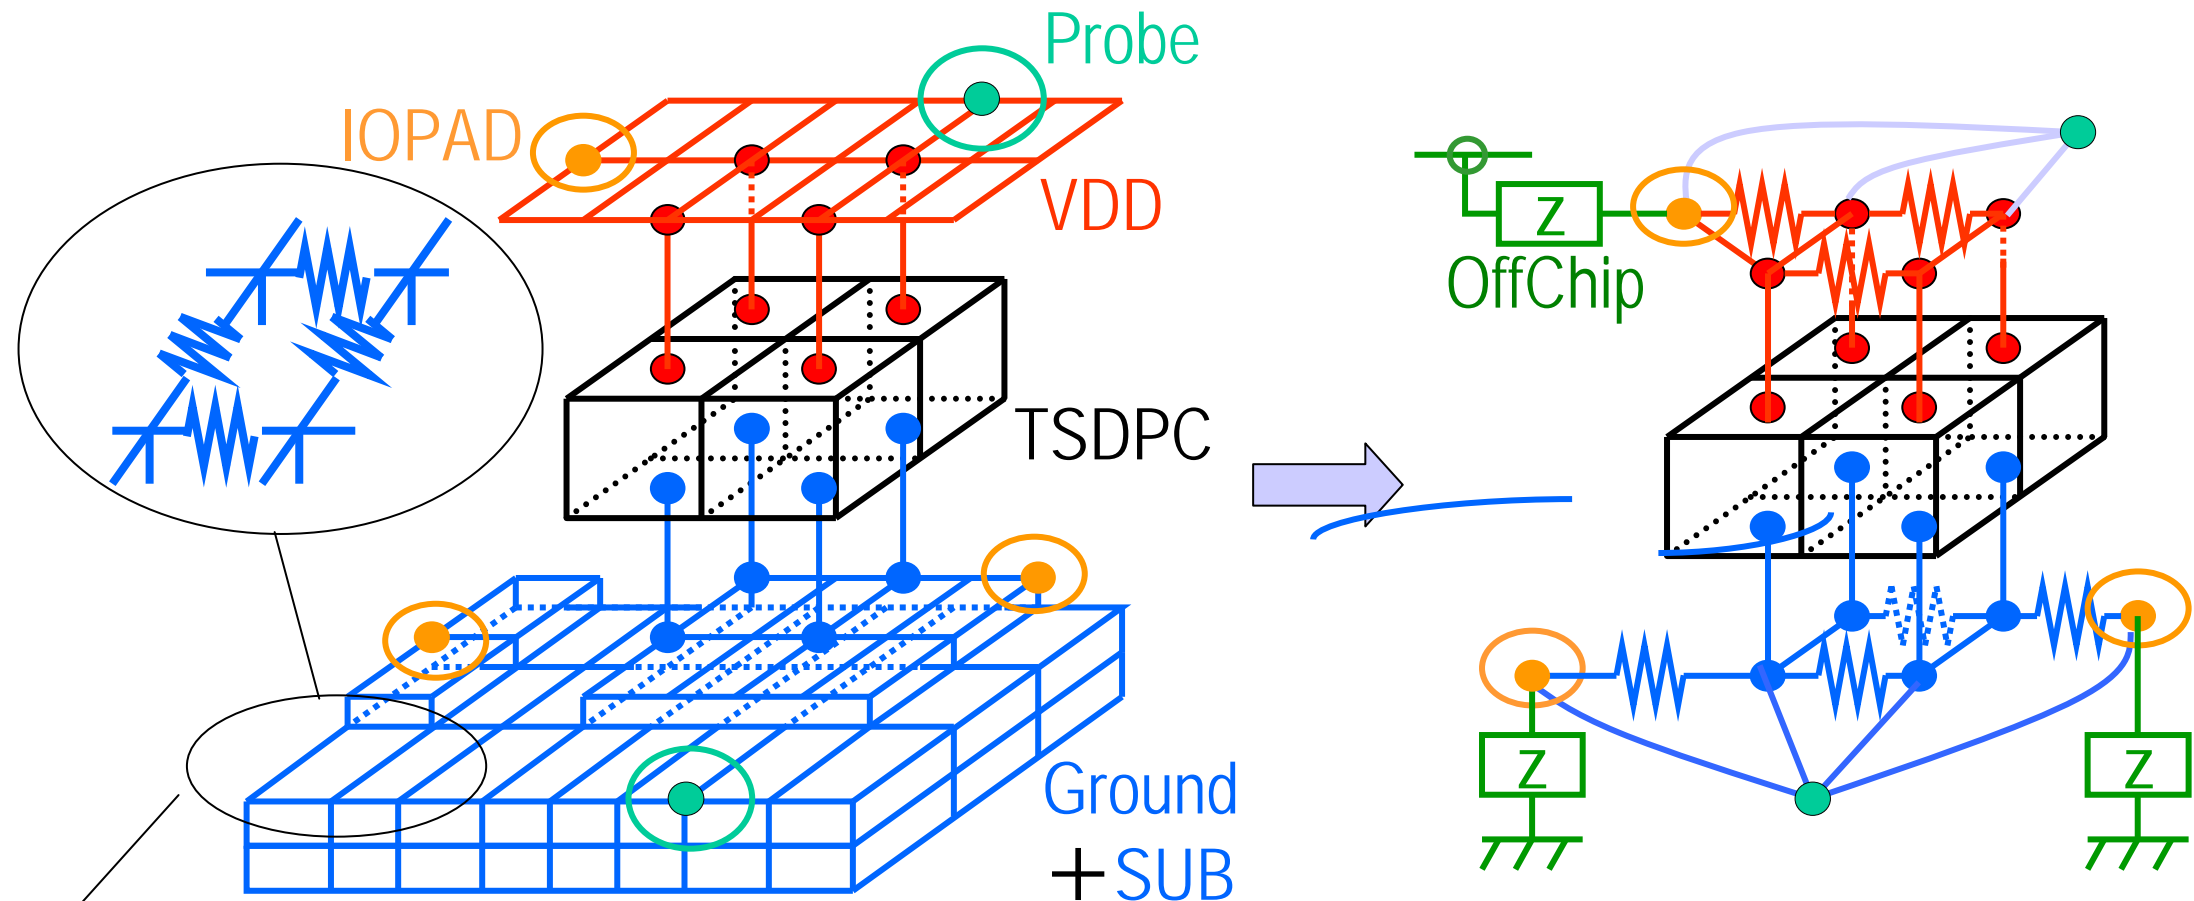 Probe
IOPAD
VDD
TSDPC
Ground
+SUB
Z
OffChip
Z
Z